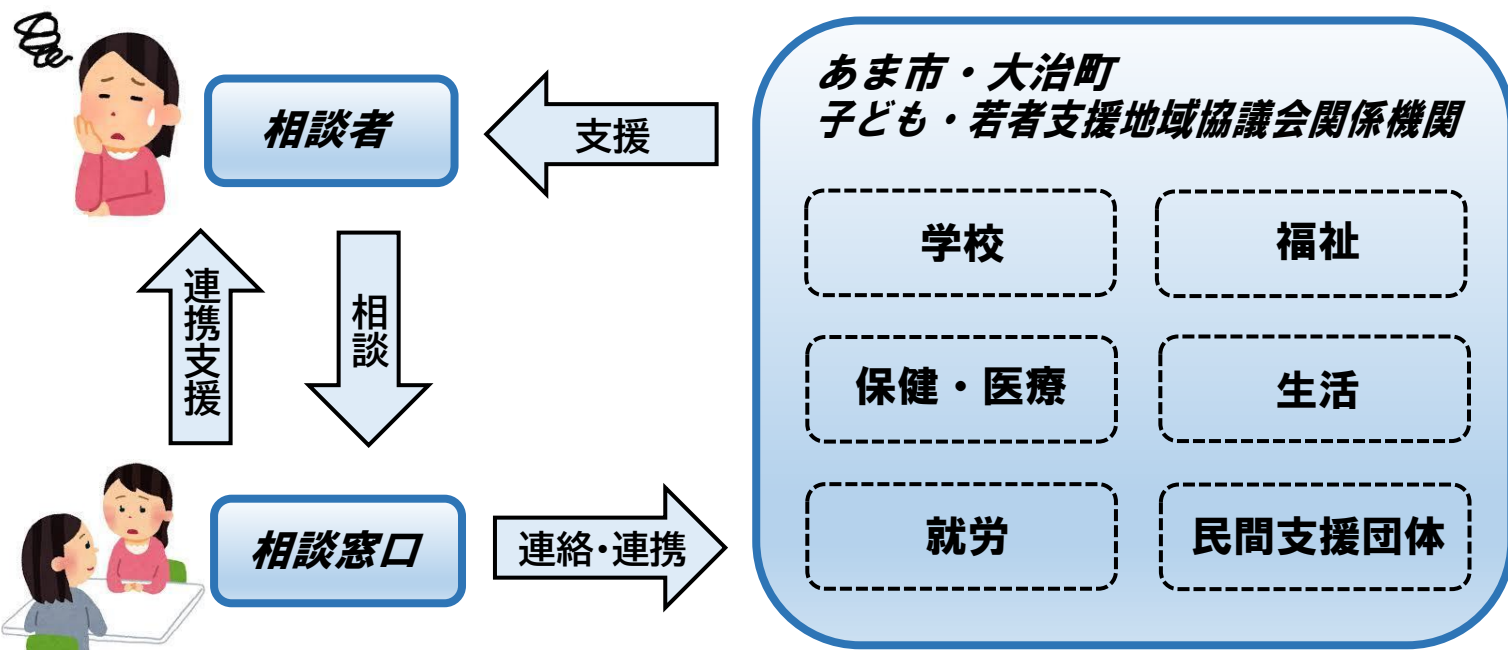 相談者
支援
連携支援
相談
相談窓口
連絡・連携
あま市・大治町
子ども・若者支援地域協議会関係機関
学校
福祉
保健・医療
生活
就労
民間支援団体